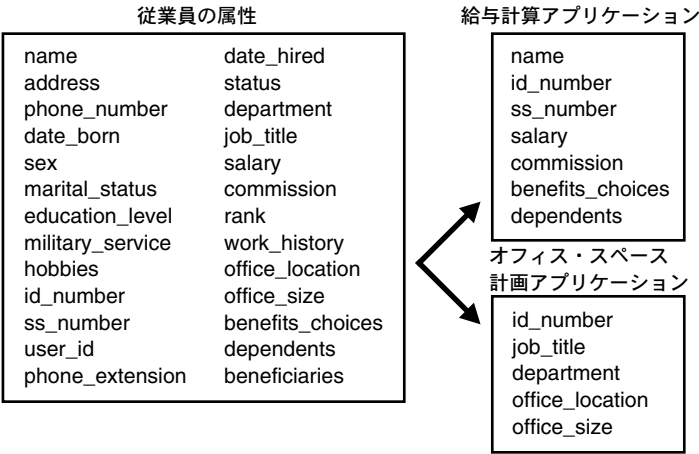 従業員の属性
name
address
phone_number
date_born
sex
marital_status
education_level
military_service
hobbies
id_number
ss_number
user_id
phone_extension
date_hired
status
department
job_title
salary
commission
rank
work_history
office_location
office_size
benefits_choices
dependents
beneficiaries
給与計算アプリケーション
name
id_number
ss_number
salary
commission
benefits_choices
dependents
オフィス・スペース
計画アプリケーション
id_number
job_title
department
office_location
office_size